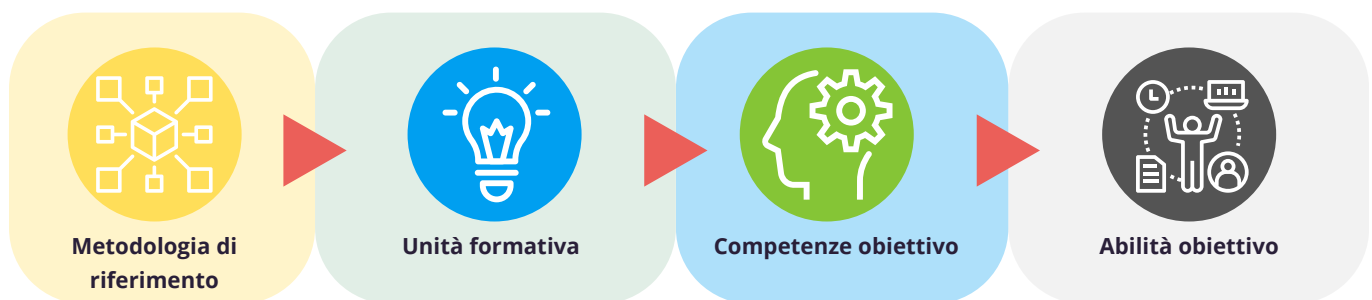 Metodologia di
riferimento
Unità formativa
Competenze obiettivo
Abilità obiettivo